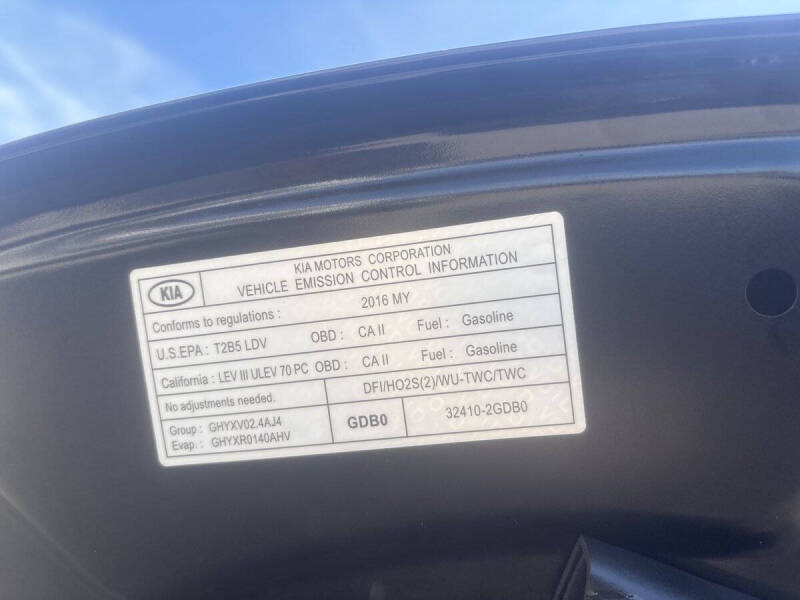 KIA
KIA MOTORS CORPORATION
VEHICLE EMISSION CONTROL INFORMATION
Conforms to regulations : 2016 MY
U.S.EPA : T2B5 LDV OBD : CA II Fuel : Gasoline
California : LEV III ULEV 70 PC OBD : CA II Fuel : Gasoline
No adjustments needed. DFI/HO2S(2)/WU-TWC/TWC
Group : GHYXV02.4AJ4
Evap. : GHYXR0140AHV
GDB0
32410-2GDB0